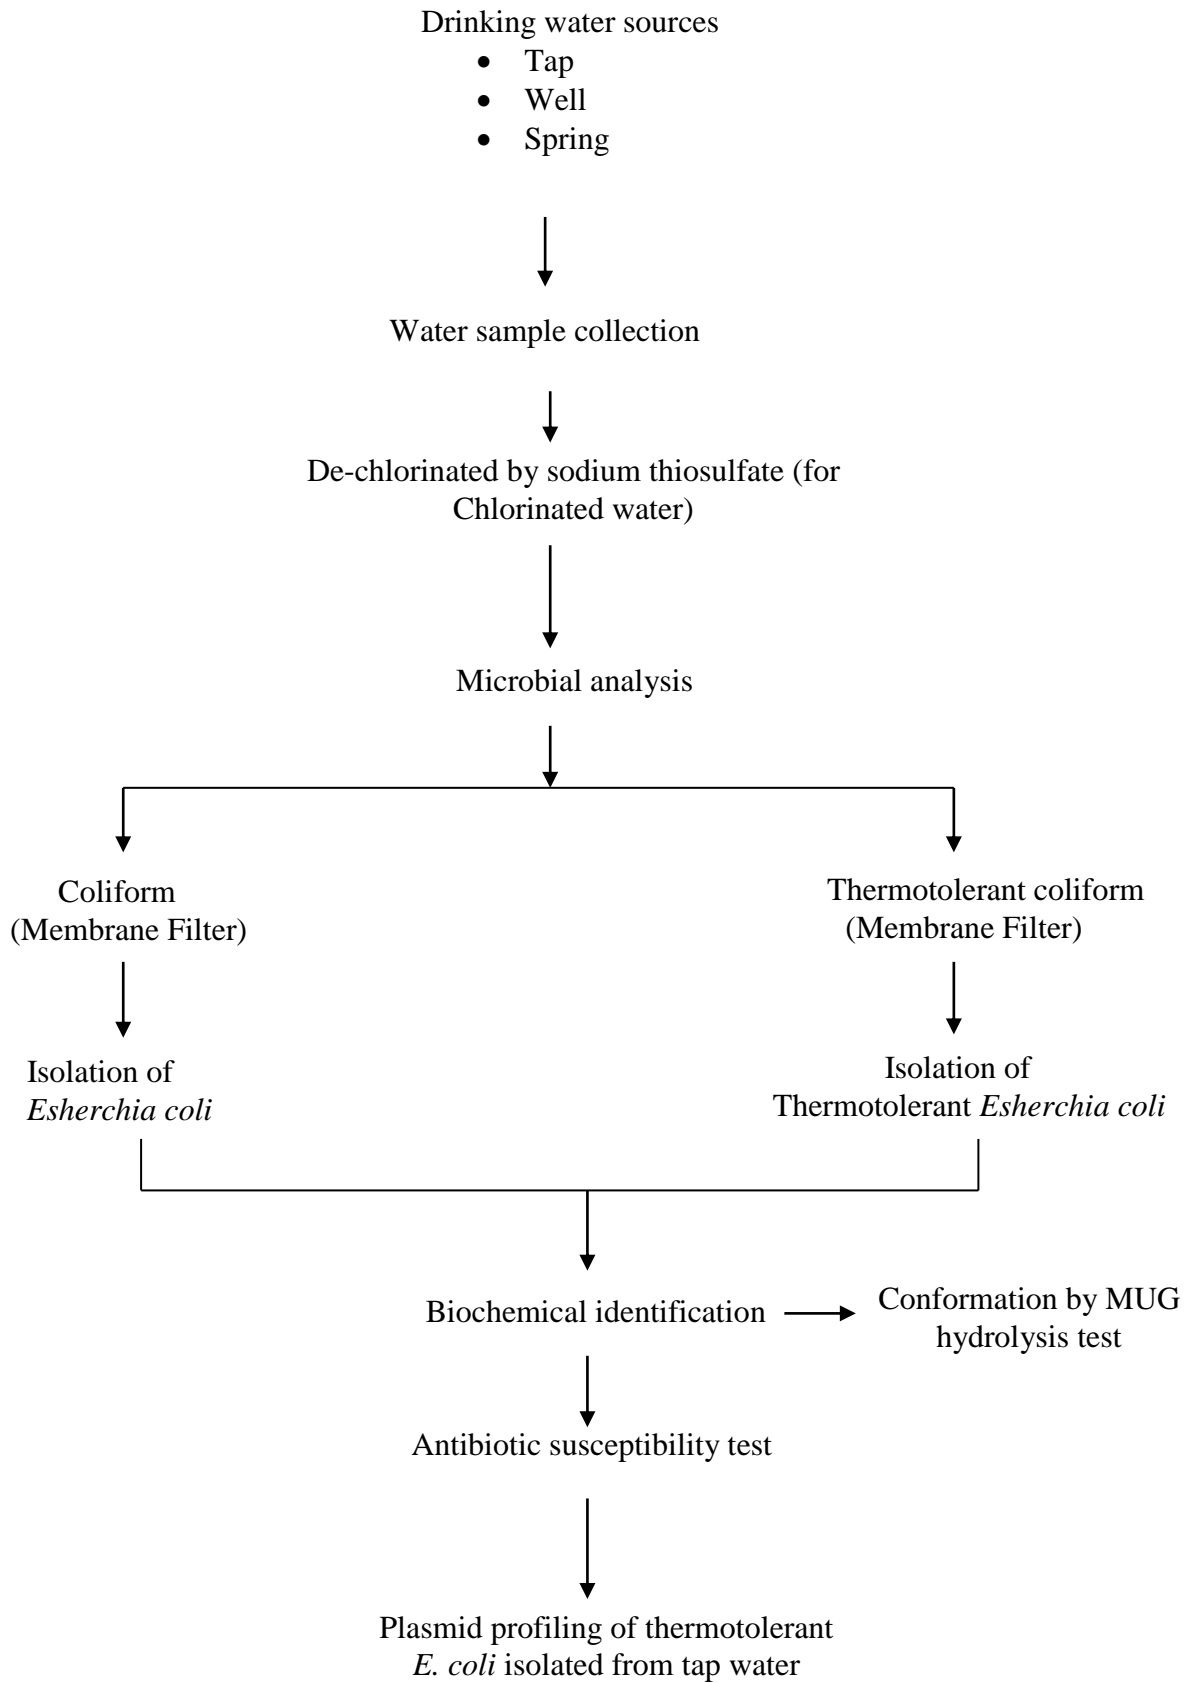 Drinking water sources
• Tap
• Well
• Spring
Water sample collection
De-chlorinated by sodium thiosulfate (for
Chlorinated water)
Microbial analysis
Coliform
(Membrane Filter)
Thermotolerant coliform
(Membrane Filter)
Isolation of
Esherchia coli
Isolation of
Thermotolerant Esherchia coli
Biochemical identification
Conformation by MUG
hydrolysis test
Antibiotic susceptibility test
Plasmid profiling of thermotolerant
E. coli isolated from tap water